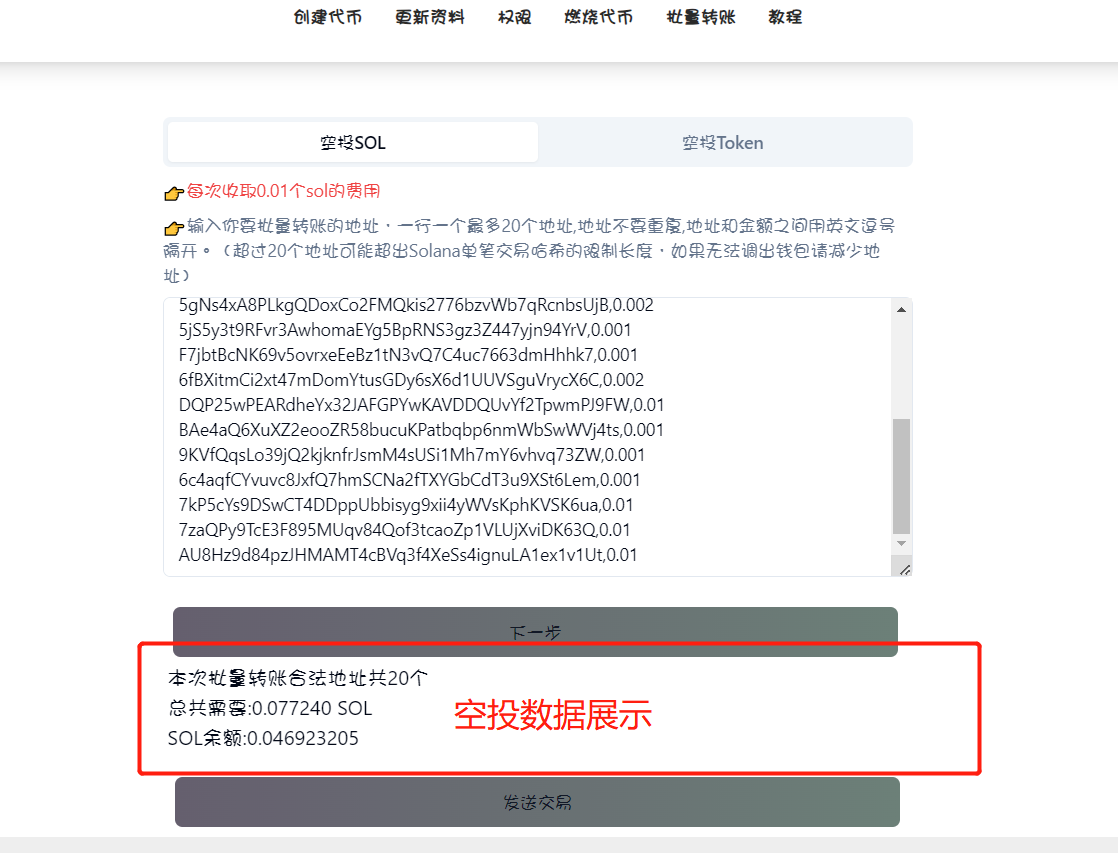 创建代币 更新资料 权限 燃烧代币 批量转账 教程
空投SOL 空投Token
👉每次收取0.01个sol的费用
👉输入你要批量转账的地址，一行一个最多20个地址,地址不要重复,地址和金额之间用英文逗号
隔开。（超过20个地址可能超出Solana单笔交易哈希的限制长度，如果无法调出钱包请减少地
址）
5gNs4xA8PLkgQDoxCo2FMQkis2776bzvWb7qRcnbsUjB,0.002
5jS5y3t9RFvr3AwhomaEYg5BpRNS3gz3Z447yjn94YrV,0.001
F7jbtBcNK69v5ovrxeEeBz1tN3vQ7C4uc7663dmHhhk7,0.001
6fBXitmCi2xt47mDomYtusGDy6sX6d1UUVSguVrycX6C,0.002
DQP25wPEARdheYx32JAFGPYwKAVDDQUvYf2TpwmPJ9FW,0.01
BAe4aQ6XuXZ2eooZR58bucuKPatbqbp6nmWbSwWVj4ts,0.001
9KVfQqsLo39jQ2kjknfrJsmM4sUSi1Mh7mY6vhvq73ZW,0.001
6c4aqfCYvuvc8JxfQ7hmSCNa2fTXYGbCdT3u9XSt6Lem,0.001
7kP5cYs9DSwCT4DDppUbbisyg9xii4yWVsKphKVSK6ua,0.01
7zaQPy9TcE3F895MUqv84Qof3tcaoZp1VLUjXviDK63Q,0.01
AU8Hz9d84pzJHMAMT4cBVq3f4XeSs4ignuLA1ex1v1Ut,0.01
下一步
本次批量转账合法地址共20个
总共需要:0.077240 SOL
空投数据展示
SOL余额:0.046923205
发送交易